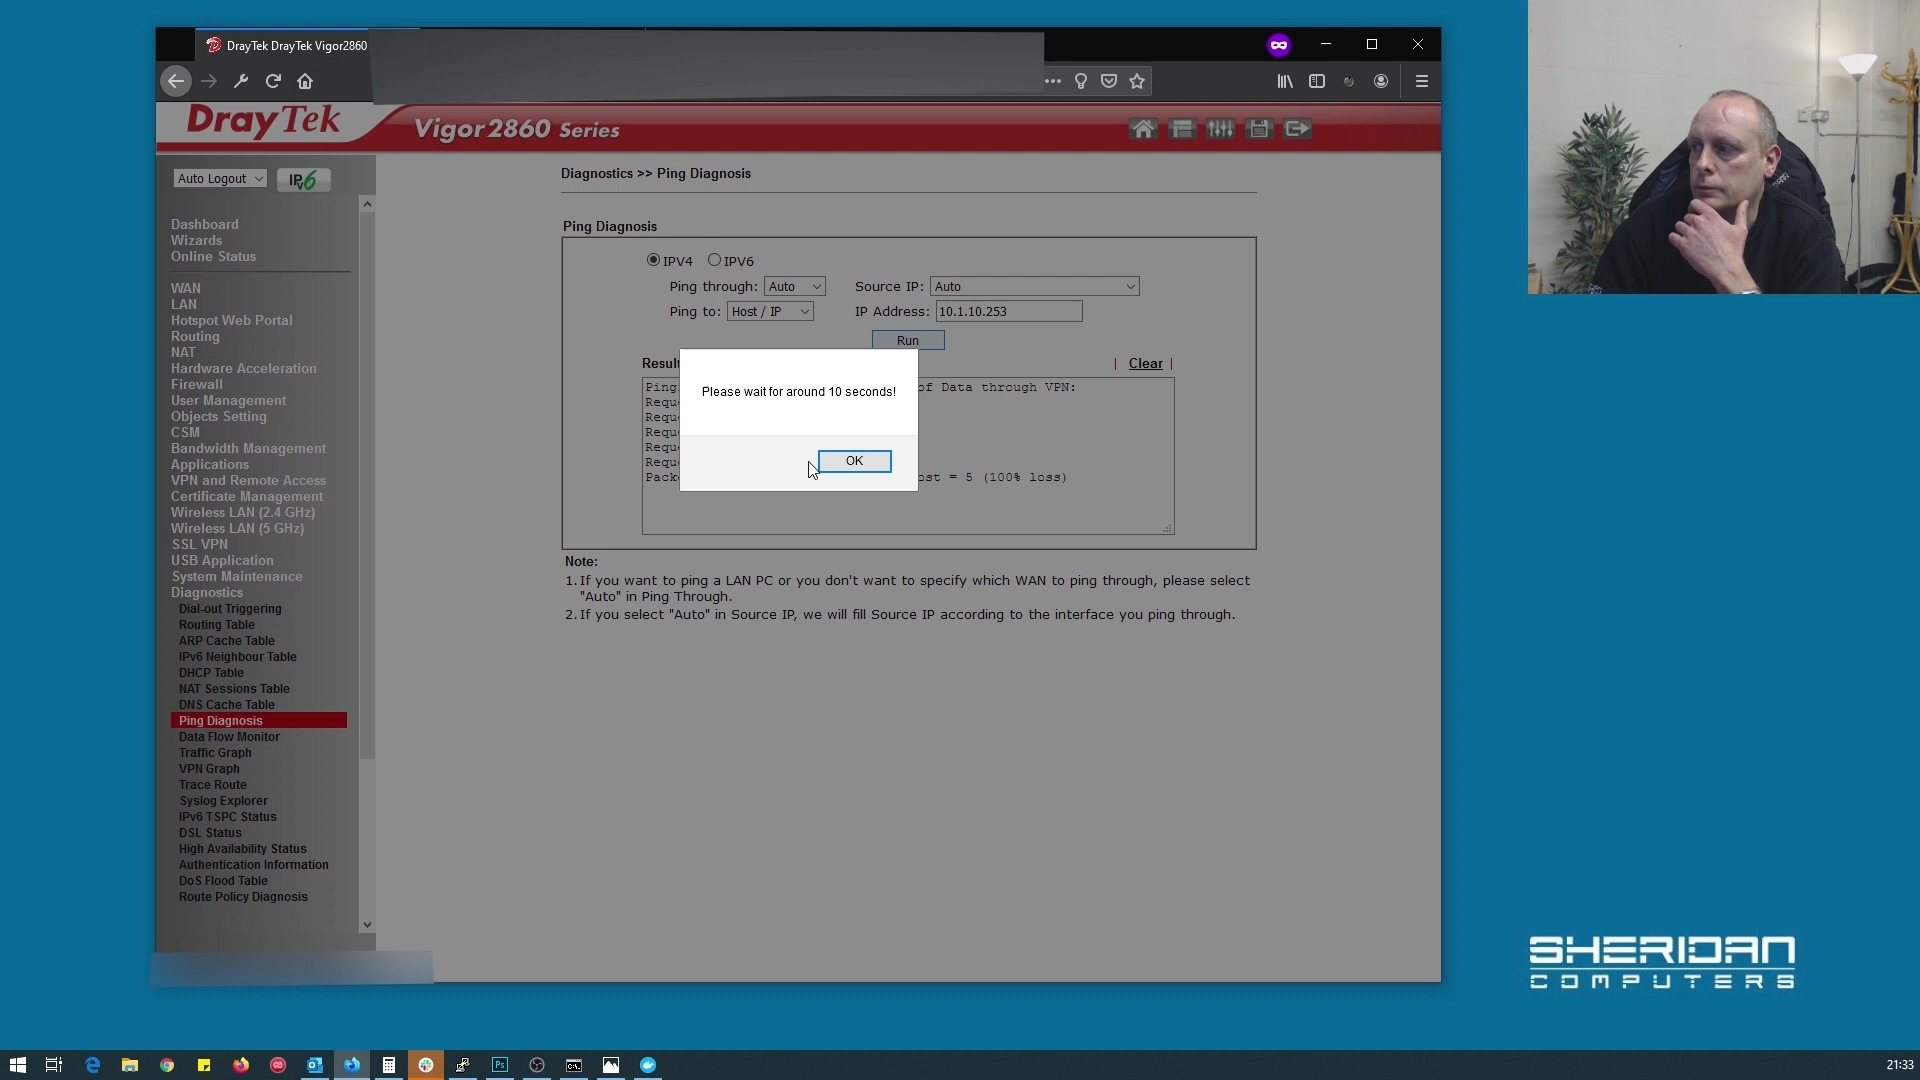 DrayTek DrayTek Vigor2860
DrayTek
Vigor2860 Series
Auto Logout
IPv6
Dashboard
Wizards
Online Status
WAN
LAN
Hotspot Web Portal
Routing
NAT
Hardware Acceleration
Firewall
User Management
Objects Setting
CSM
Bandwidth Management
Applications
VPN and Remote Access
Certificate Management
Wireless LAN (2.4 GHz)
Wireless LAN (5 GHz)
SSL VPN
USB Application
System Maintenance
Diagnostics
Dial-out Triggering
Routing Table
ARP Cache Table
IPv6 Neighbour Table
DHCP Table
NAT Sessions Table
DNS Cache Table
Ping Diagnosis
Data Flow Monitor
Traffic Graph
VPN Graph
Trace Route
Syslog Explorer
IPv6 TSPC Status
DSL Status
High Availability Status
Authentication Information
DoS Flood Table
Route Policy Diagnosis
Diagnostics >> Ping Diagnosis
Ping Diagnosis
IPV4 IPV6
Ping through: Auto Source IP: Auto
Ping to: Host / IP IP Address: 10.1.10.253
Run
Result | Clear |
Ping of Data through VPN:
Reque
Reque
Reque
Reque
Reque
Pack ost = 5 (100% loss)
Please wait for around 10 seconds!
OK
Note:
1. If you want to ping a LAN PC or you don't want to specify which WAN to ping through, please select
"Auto" in Ping Through.
2. If you select "Auto" in Source IP, we will fill Source IP according to the interface you ping through.
SHERIDAN
COMPUTERS
Ps
C:\.
21:33